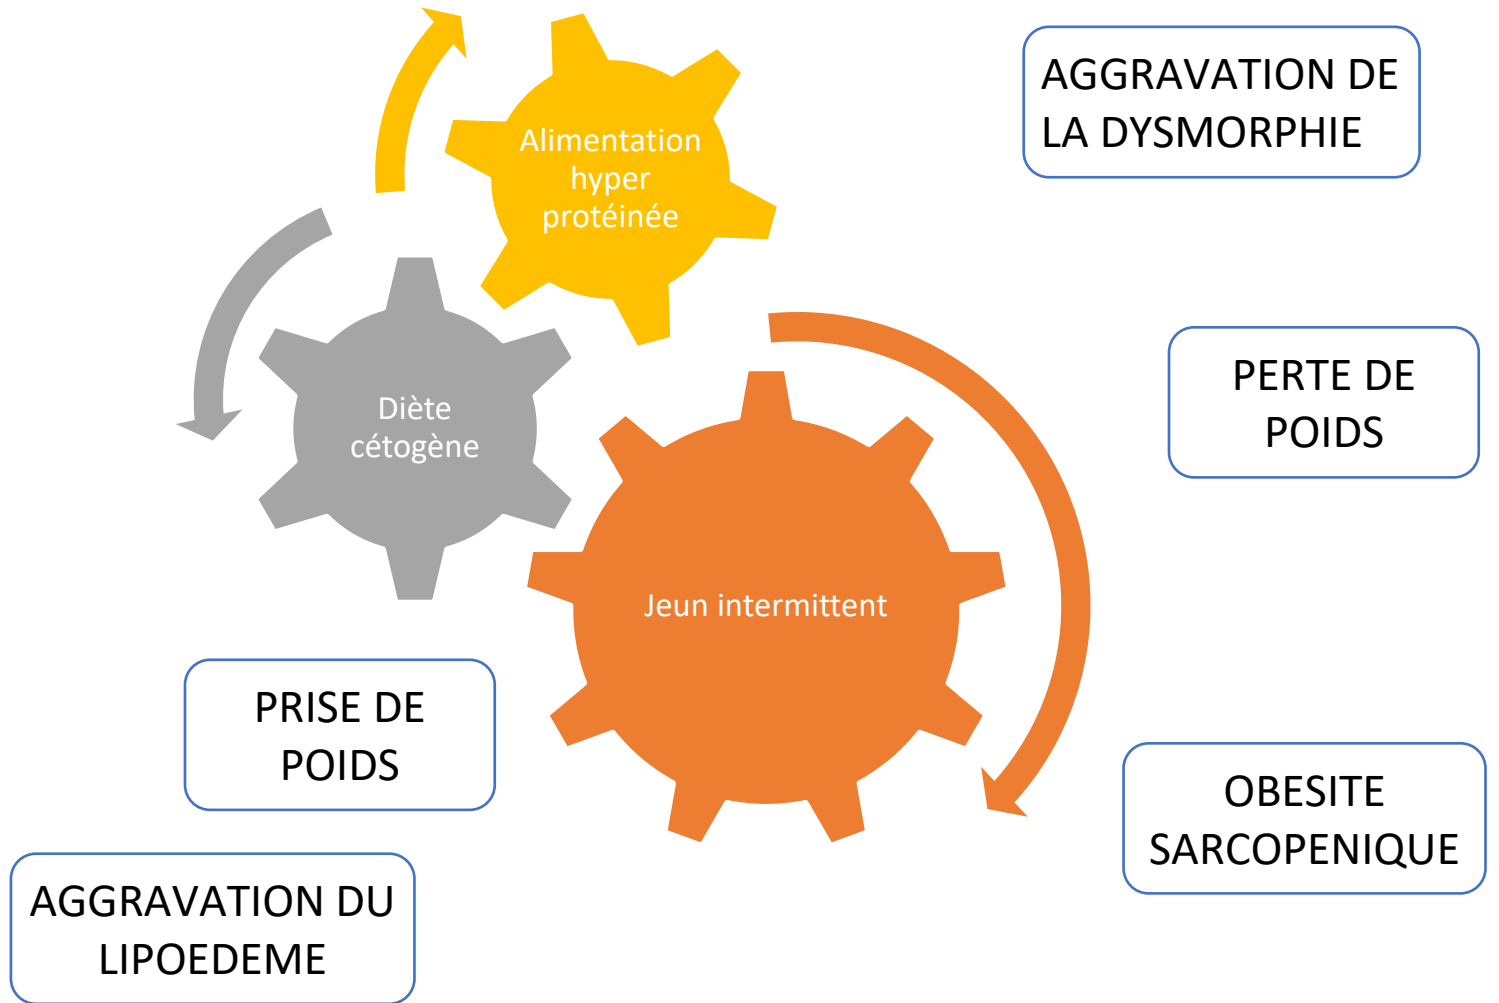 AGGRAVATION DE
LA DYSMORPHIE
Alimentation
hyper
protéinée
PERTE DE
POIDS
Diète
cétogène
Jeun intermittent
PRISE DE
POIDS
OBESITE
SARCOPENIQUE
AGGRAVATION DU
LIPOEDEME